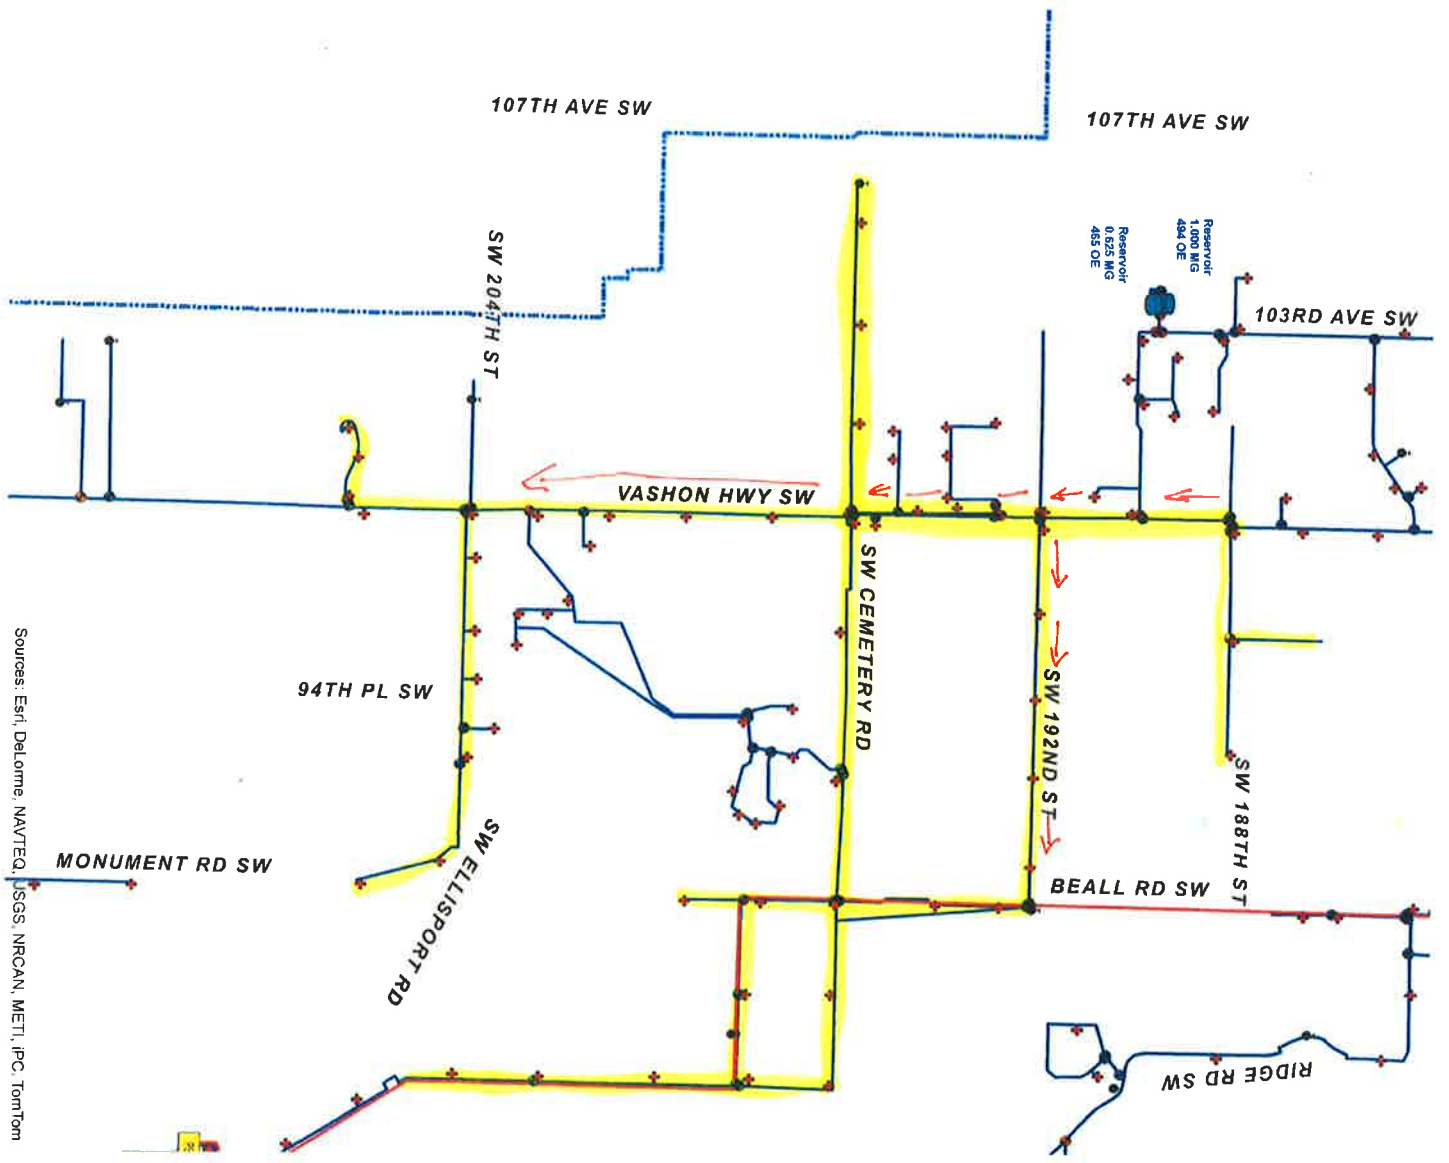 107TH AVE SW
107TH AVE SW
Reservoir
1.000 MG
494 OE
Reservoir
0.625 MG
465 OE
SW 204TH ST
103RD AVE SW
VASHON HWY SW
SW CEMETERY RD
94TH PL SW
SW 192ND ST
SW 188TH ST
SW ELLISPORT RD
MONUMENT RD SW
BEALL RD SW
RIDGE RD SW
Sources: Esri, DeLorme, NAVTEQ, USGS, NRCAN, METI, iPC, TomTom